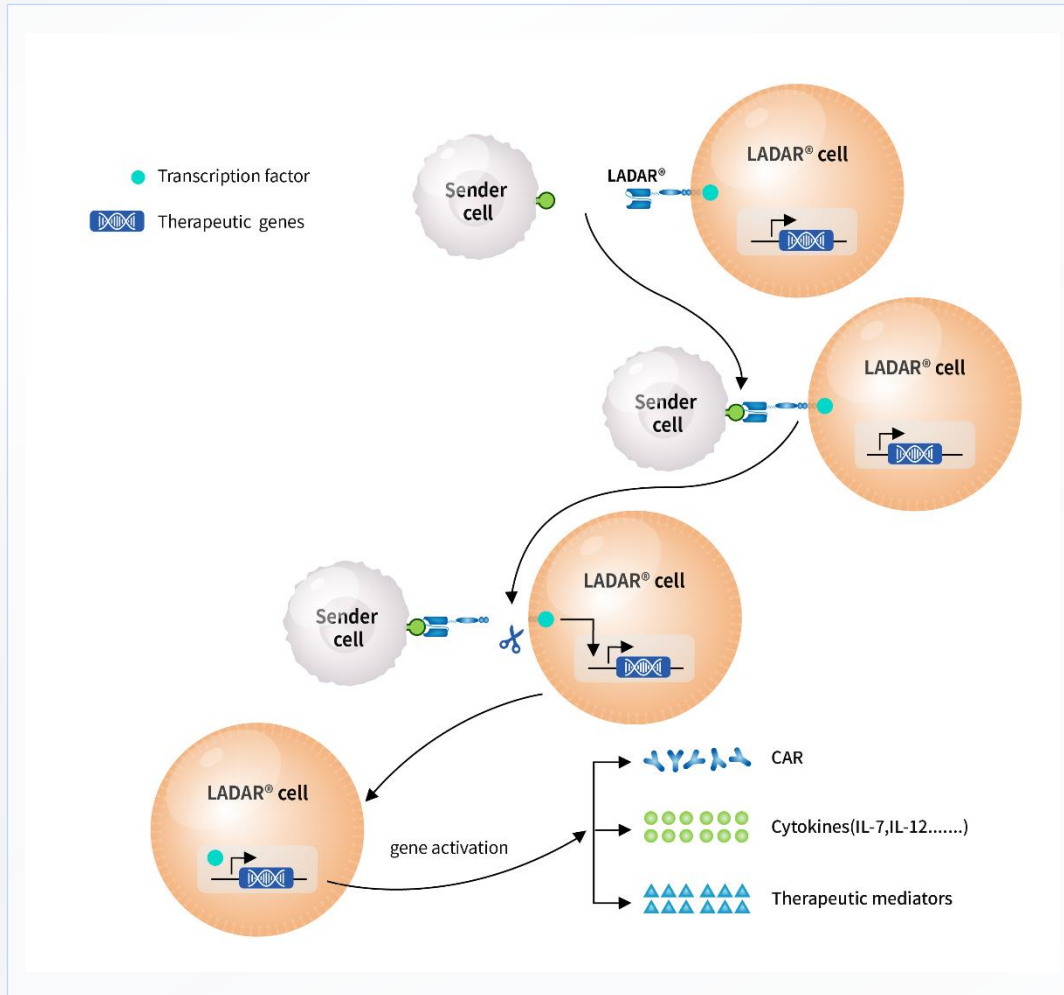 Transcription factor
Therapeutic genes
Sender
cell
LADAR®
LADAR® cell
Sender
cell
LADAR® cell
Sender
cell
LADAR® cell
LADAR® cell
gene activation
CAR
Cytokines(IL-7,IL-12.......)
Therapeutic mediators